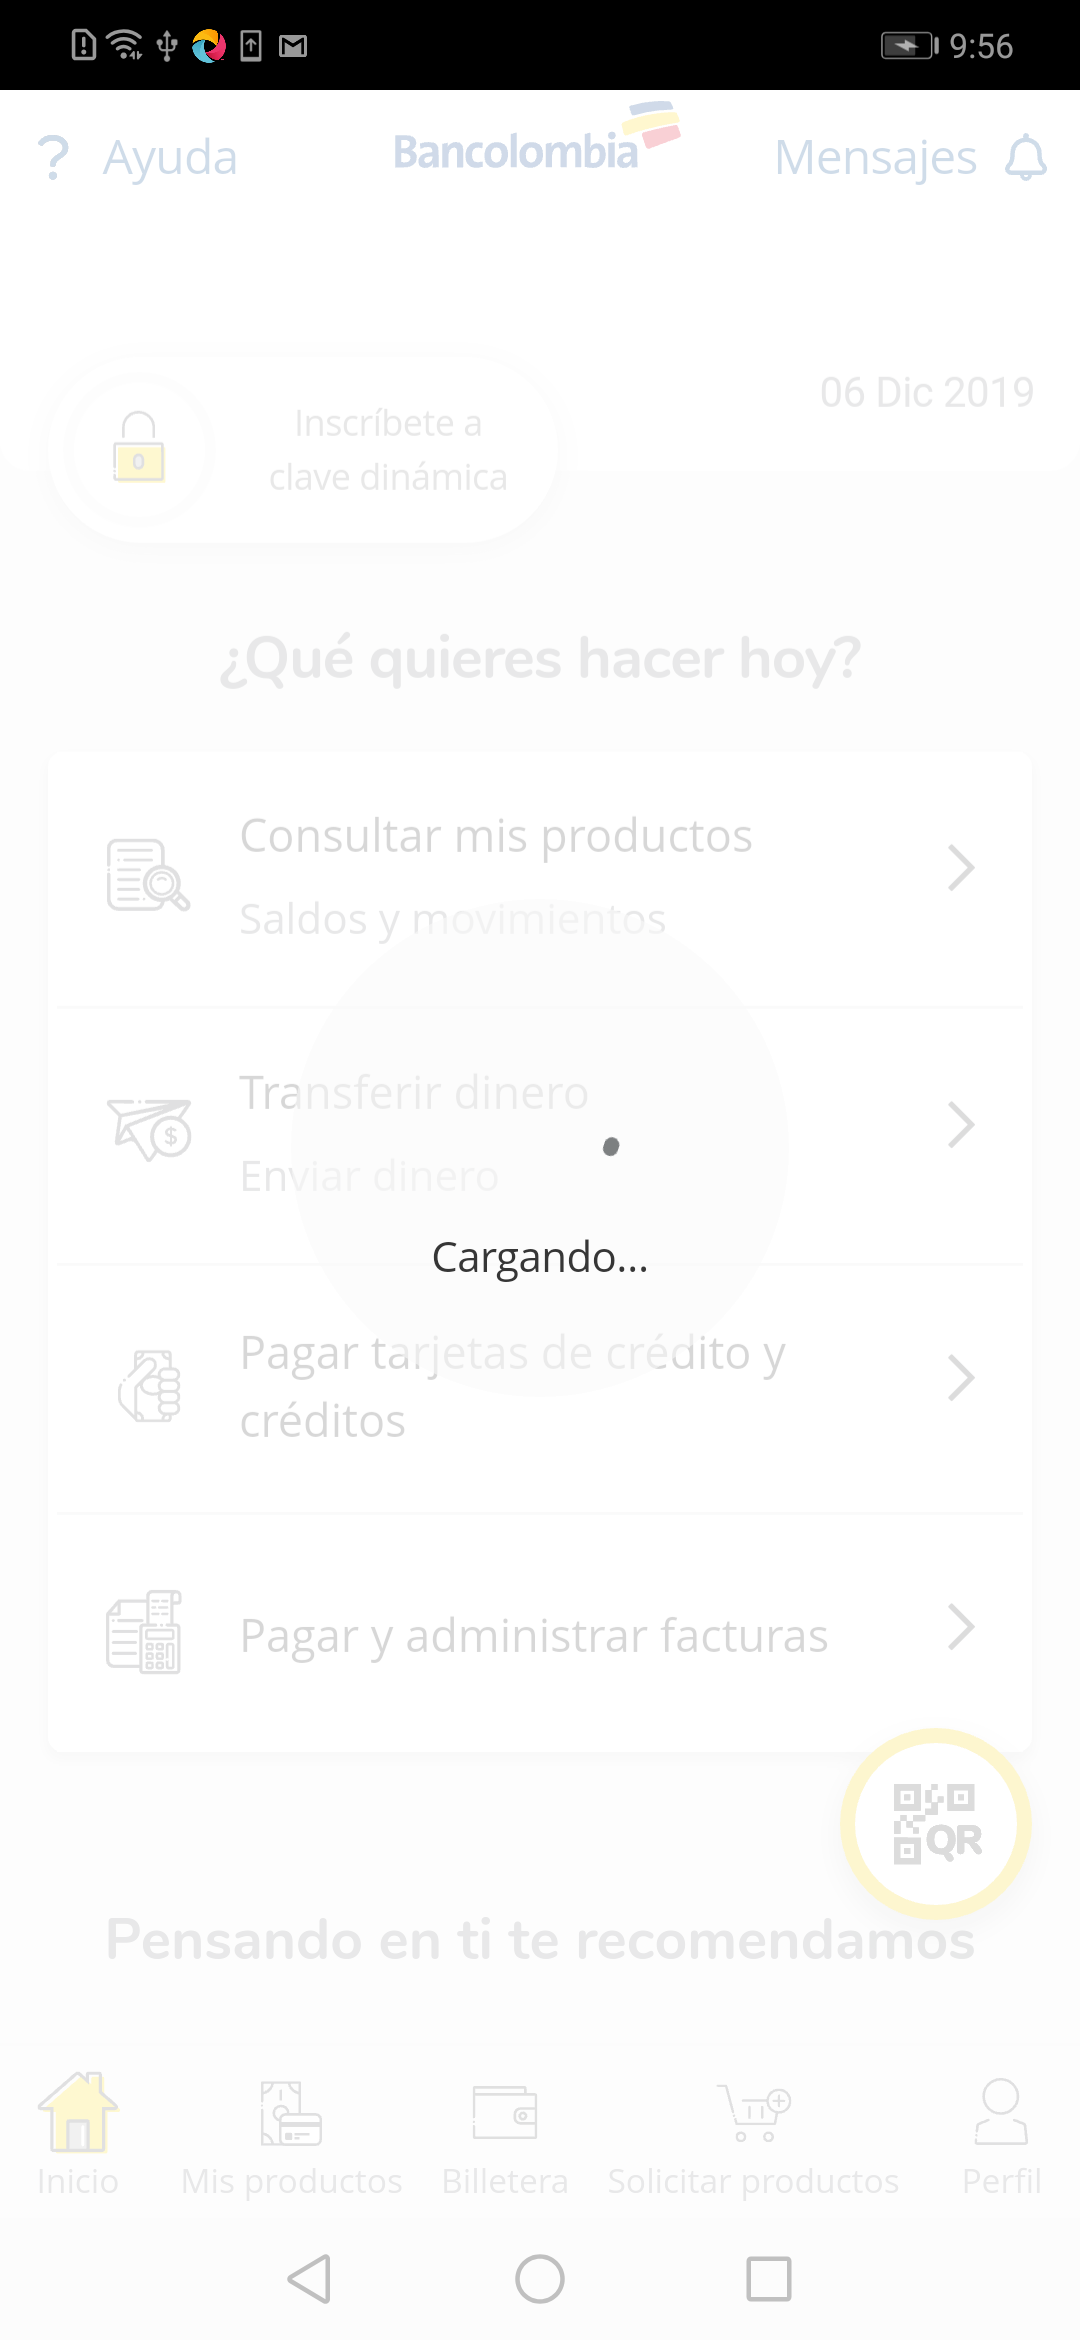 9:56
? Ayuda
Bancolombia
Mensajes
Inscríbete a
clave dinámica
06 Dic 2019
¿Qué quieres hacer hoy?
Consultar mis productos
Saldos y movimientos
Transferir dinero
Enviar dinero
Cargando...
Pagar tarjetas de crédito y
créditos
Pagar y administrar facturas
QR
Pensando en ti te recomendamos
Inicio
Mis productos
Billetera
Solicitar productos
Perfil